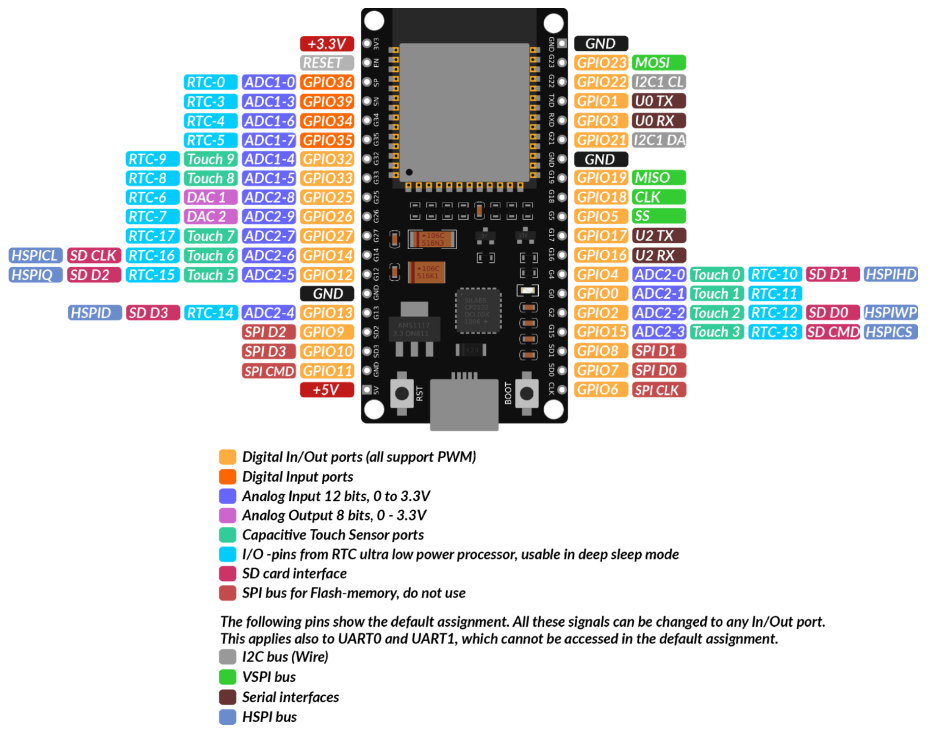 +3.3V 3V3 GND GND
RESET EN G23 GPIO23 MOSI
RTC-0 ADC1-0 GPIO36 SP G22 GPIO22 I2C1 CL
RTC-3 ADC1-3 GPIO39 SN TXD GPIO1 U0 TX
RTC-4 ADC1-6 GPIO34 G34 RXD GPIO3 U0 RX
RTC-5 ADC1-7 GPIO35 G35 G21 GPIO21 I2C1 DA
RTC-9 Touch 9 ADC1-4 GPIO32 G32 GND GND
RTC-8 Touch 8 ADC1-5 GPIO33 G33 G19 GPIO19 MISO
RTC-6 DAC 1 ADC2-8 GPIO25 G25 G18 GPIO18 CLK
RTC-7 DAC 2 ADC2-9 GPIO26 G26 G5 GPIO5 SS
RTC-17 Touch 7 ADC2-7 GPIO27 G27 G17 GPIO17 U2 TX
HSPICL SD CLK RTC-16 Touch 6 ADC2-6 GPIO14 G14 G16 GPIO16 U2 RX
HSPIQ SD D2 RTC-15 Touch 5 ADC2-5 GPIO12 G12 G4 GPIO4 ADC2-0 Touch 0 RTC-10 SD D1 HSPIHD
GND GND G0 GPIO0 ADC2-1 Touch 1 RTC-11
HSPID SD D3 RTC-14 ADC2-4 GPIO13 G13 G2 GPIO2 ADC2-2 Touch 2 RTC-12 SD D0 HSPIWP
SPI D2 GPIO9 SD2 G15 GPIO15 ADC2-3 Touch 3 RTC-13 SD CMD HSPICS
SPI D3 GPIO10 SD1 GPIO8 SPI D1
SPI CMD GPIO11 GND SD0 GPIO7 SPI D0
+5V 5V RST BOOT CLK GPIO6 SPI CLK
Digital In/Out ports (all support PWM)
Digital Input ports
Analog Input 12 bits, 0 to 3.3V
Analog Output 8 bits, 0 - 3.3V
Capacitive Touch Sensor ports
I/O -pins from RTC ultra low power processor, usable in deep sleep mode
SD card interface
SPI bus for Flash-memory, do not use
The following pins show the default assignment. All these signals can be changed to any In/Out port.
This applies also to UART0 and UART1, which cannot be accessed in the default assignment.
I2C bus (Wire)
VSPI bus
Serial interfaces
HSPI bus